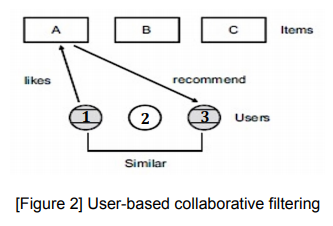 A B C Items
likes recommend
1 2 3 Users
Similar
[Figure 2] User-based collaborative filtering